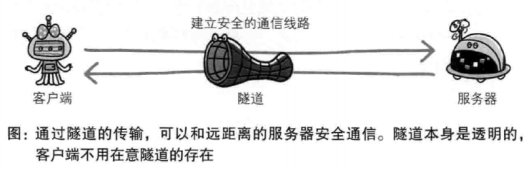 建立安全的通信线路
客户端
隧道
服务器
图：通过隧道的传输，可以和远距离的服务器安全通信。隧道本身是透明的，
客户端不用在意隧道的存在